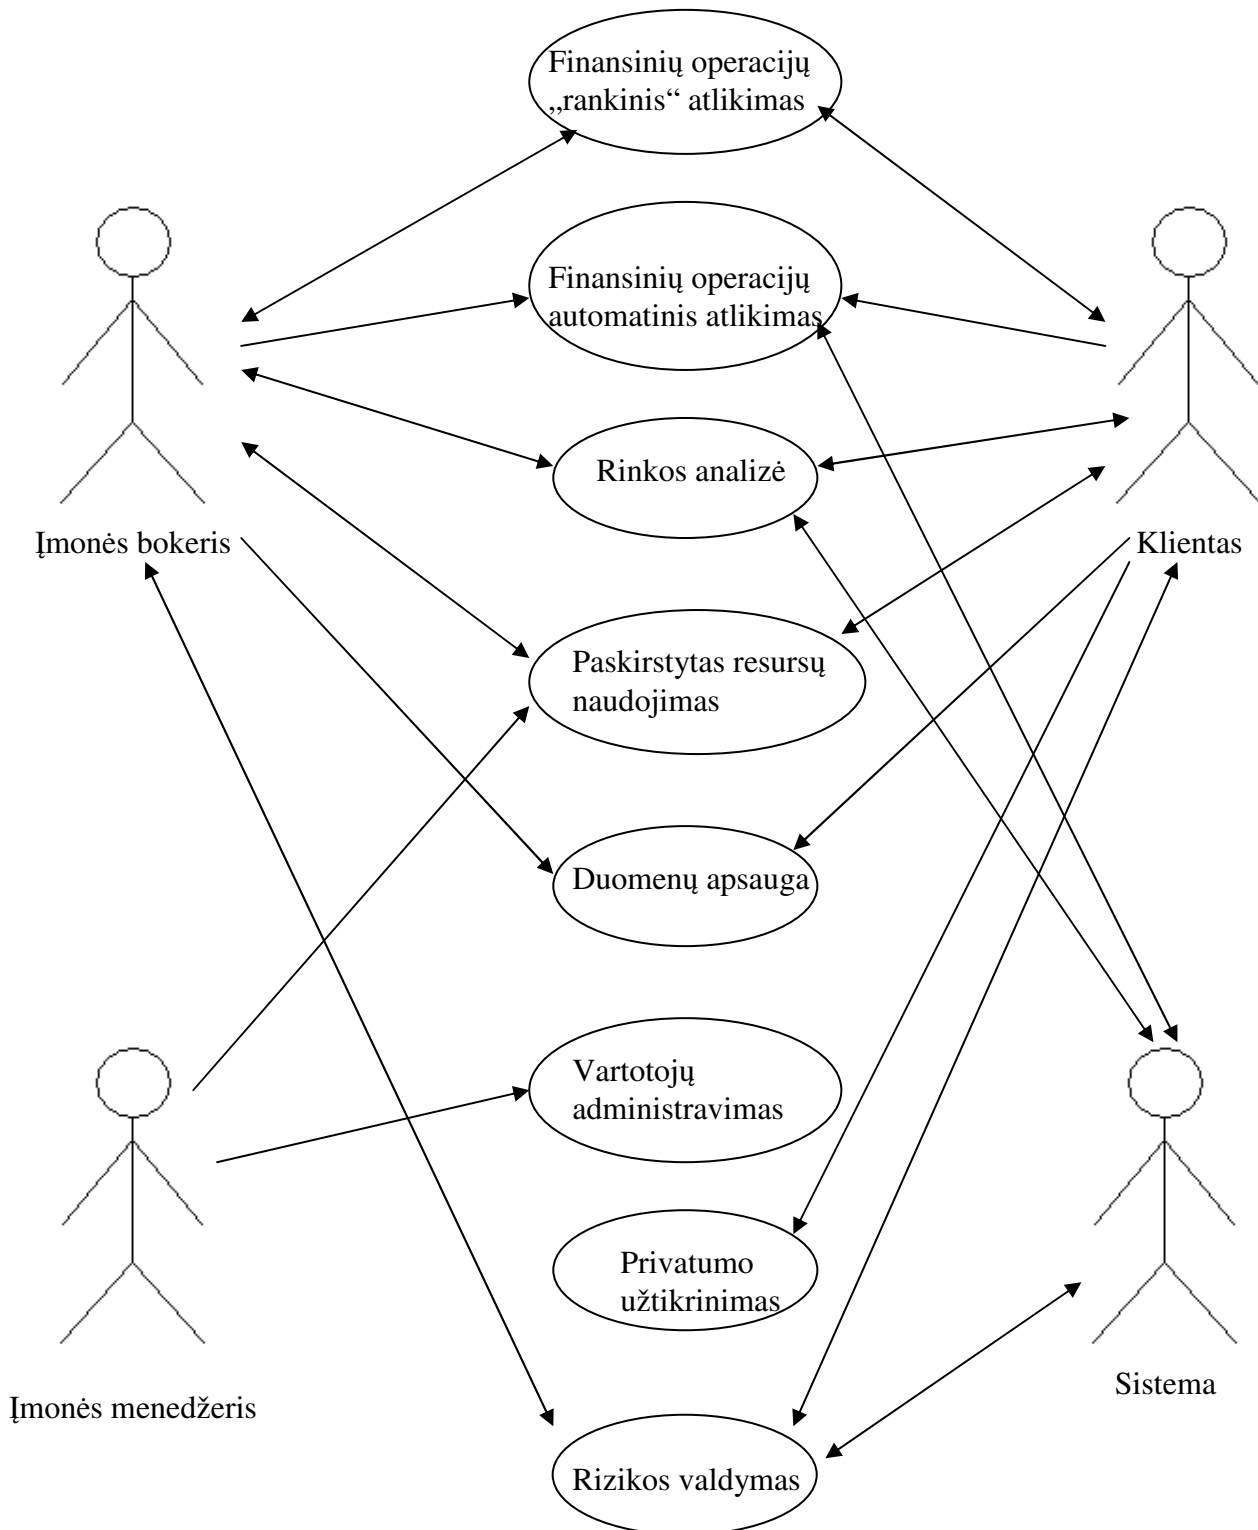 Finansinių operacijų
„rankinis“ atlikimas
Finansinių operacijų
automatinis atlikimas
Rinkos analizė
Įmonės bokeris
Klientas
Paskirstytas resursų
naudojimas
Duomenų apsauga
Vartotojų
administravimas
Privatumo
užtikrinimas
Sistema
Įmonės menedžeris
Rizikos valdymas